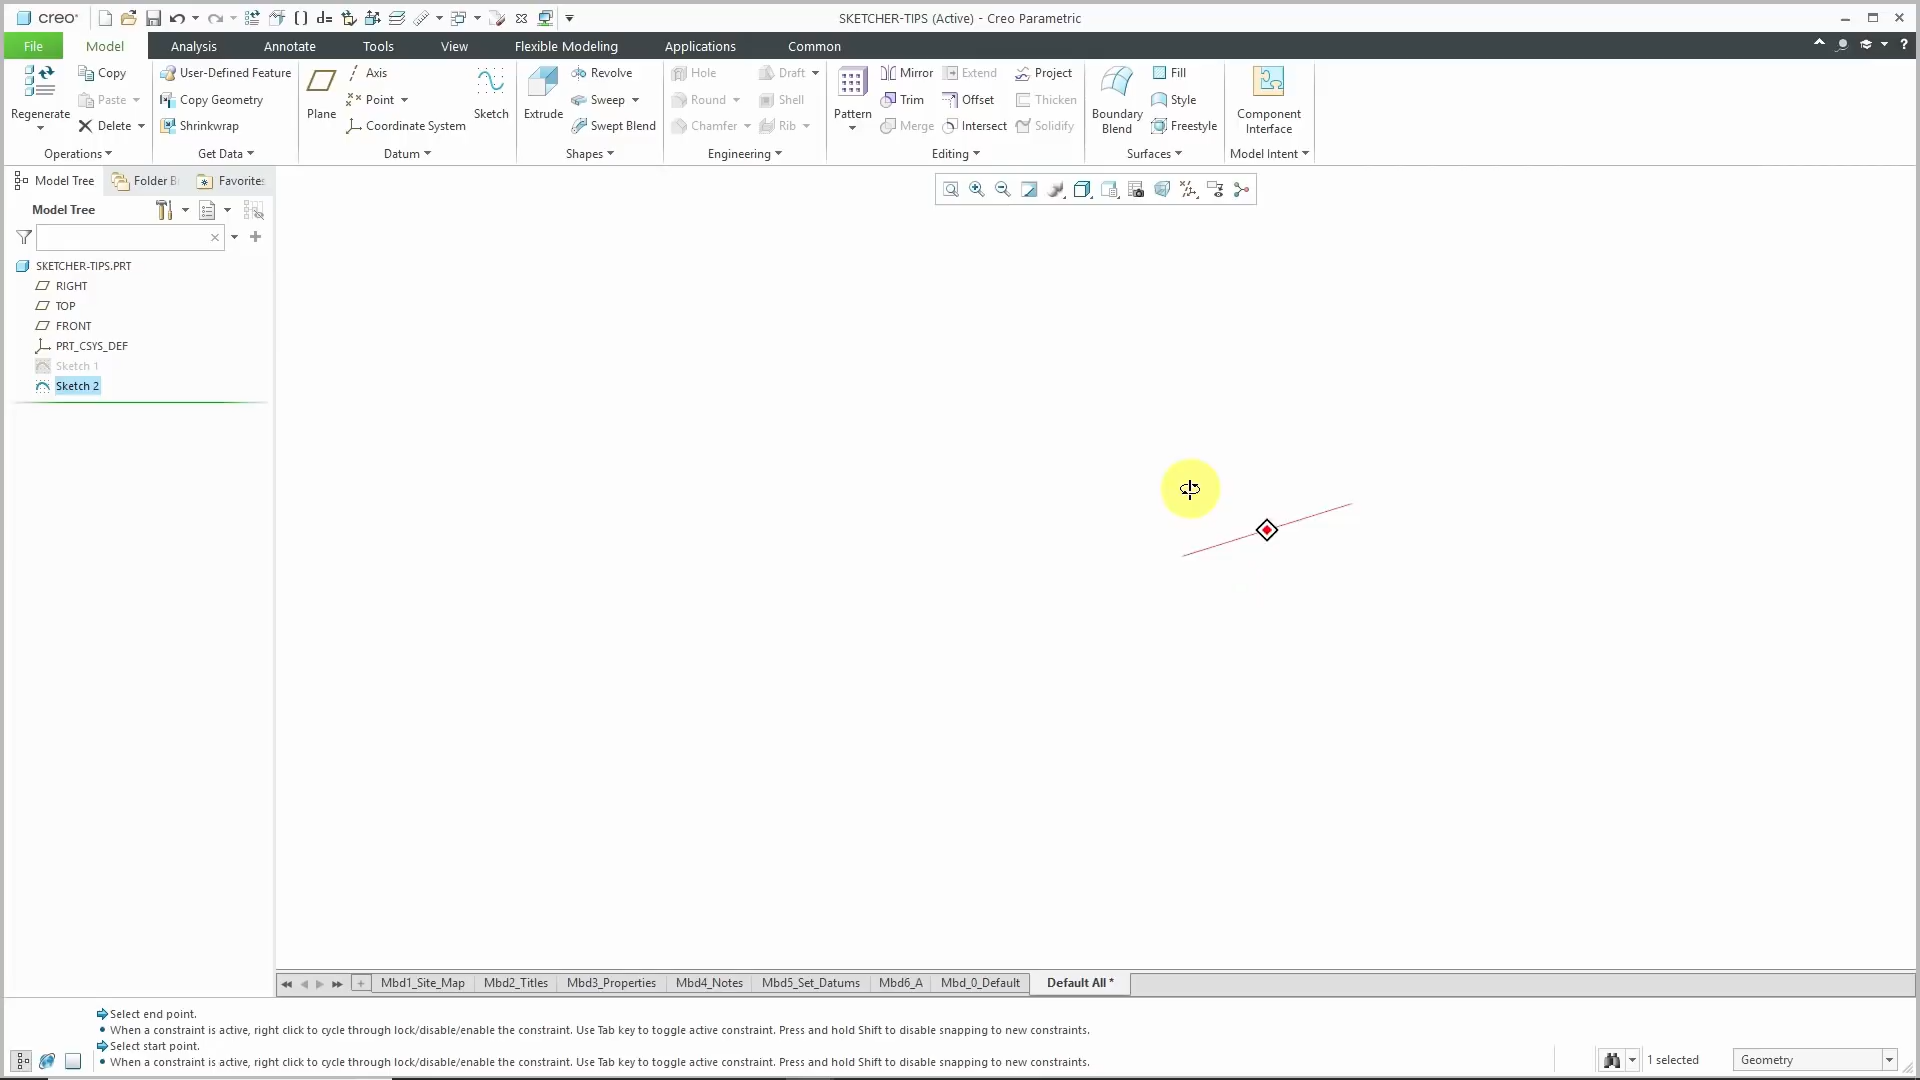 creo
SKETCHER-TIPS (Active) - Creo Parametric
File Model Analysis Annotate Tools View Flexible Modeling Applications Common
Regenerate
Copy
Paste
Delete
Operations
User-Defined Feature
Copy Geometry
Shrinkwrap
Get Data
Plane
Axis
Point
Coordinate System
Sketch
Datum
Extrude
Revolve
Sweep
Swept Blend
Shapes
Hole
Round
Chamfer
Draft
Shell
Rib
Engineering
Pattern
Mirror
Trim
Merge
Extend
Offset
Intersect
Project
Thicken
Solidify
Editing
Boundary
Blend
Fill
Style
Freestyle
Surfaces
Component
Interface
Model Intent
Model Tree
Folder B
Favorites
Model Tree
SKETCHER-TIPS.PRT
RIGHT
TOP
FRONT
PRT_CSYS_DEF
Sketch 1
Sketch 2
Mbd1_Site_Map Mbd2_Titles Mbd3_Properties Mbd4_Notes Mbd5_Set_Datums Mbd6_A Mbd_0_Default Default All *
Select end point.
• When a constraint is active, right click to cycle through lock/disable/enable the constraint. Use Tab key to toggle active constraint. Press and hold Shift to disable snapping to new constraints.
Select start point.
• When a constraint is active, right click to cycle through lock/disable/enable the constraint. Use Tab key to toggle active constraint. Press and hold Shift to disable snapping to new constraints.
1 selected
Geometry